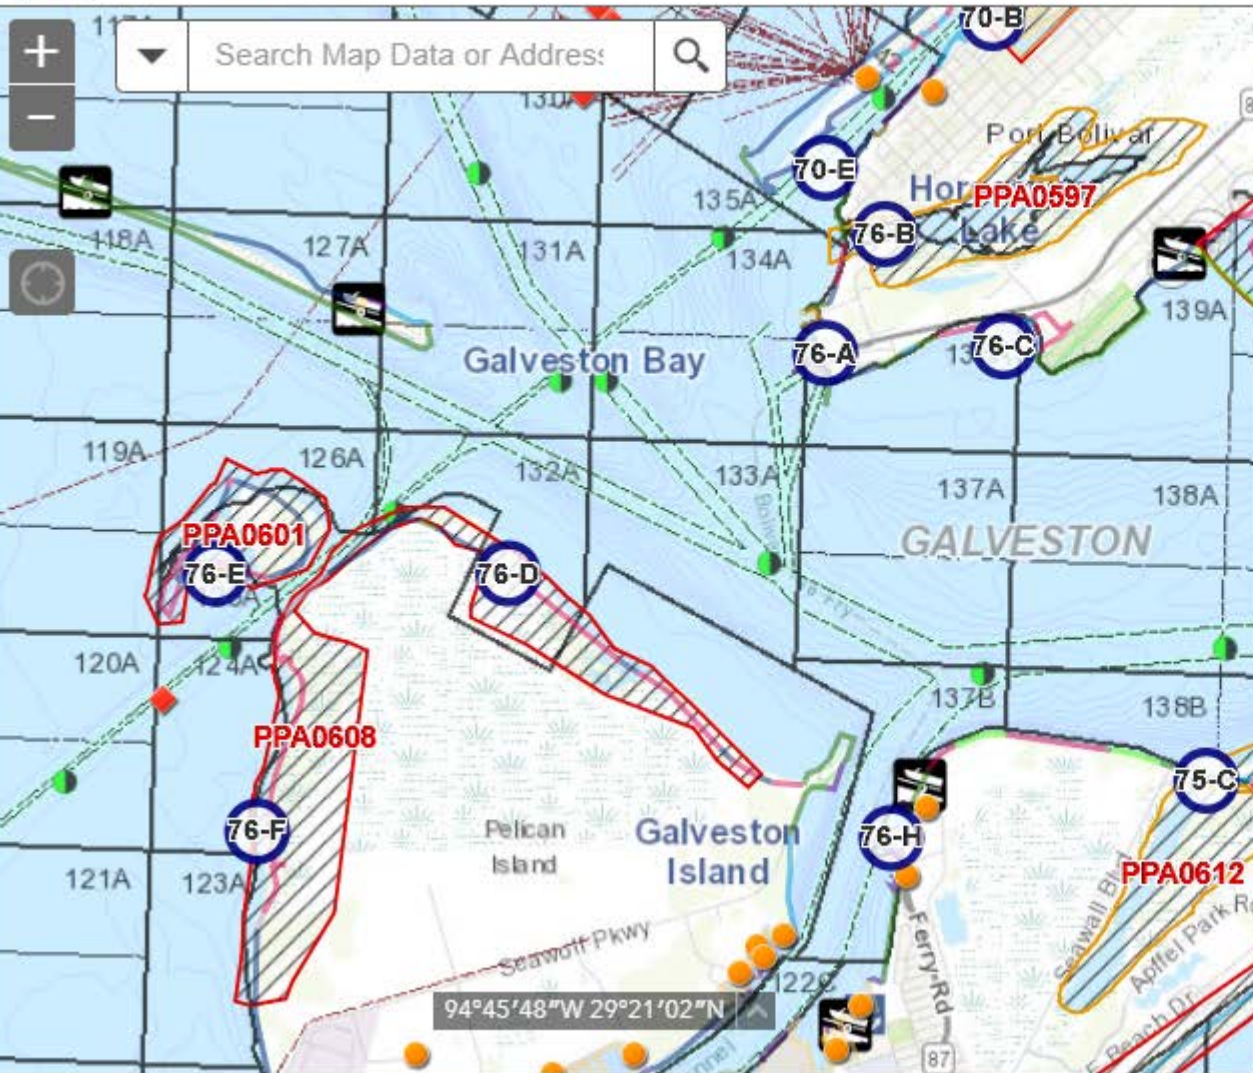 70-B
Search Map Data or Address
130A
Port Bolivar
70-E
135A
PPA0597
Lake
76-B
118A
127A
131A
134A
139A
76-A
76-C
Galveston Bay
119A
126A
132A
133A
137A
138A
PPA0601
GALVESTON
76-E
76-D
120A
124A
137B
138B
PPA0608
75-C
76-F
Pelican
Island
Galveston
Island
76-H
PPA0612
121A
123A
Seawall Blvd
Ferry-Rd
Apffel Park Rd
Seawolf Pkwy
122C
94°45'48"W 29°21'02"N
E Beach Dr
87